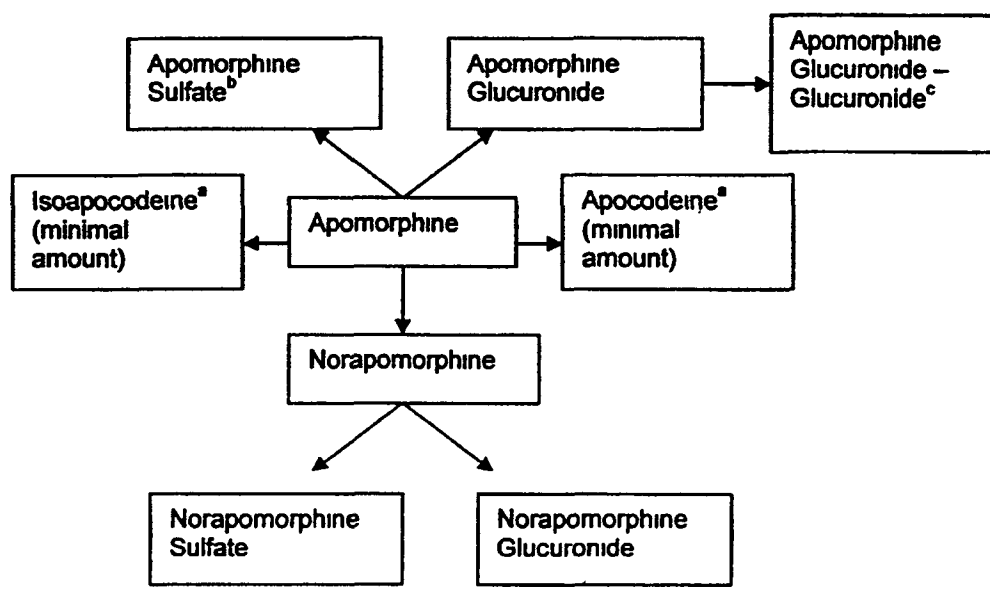 Apomorphine
Sulfate^b
Apomorphine
Glucuronide
Apomorphine
Glucuronide –
Glucuronide^c
Isoapocodeine^a
(minimal
amount)
Apomorphine
Apocodeine^a
(minimal
amount)
Norapomorphine
Norapomorphine
Sulfate
Norapomorphine
Glucuronide